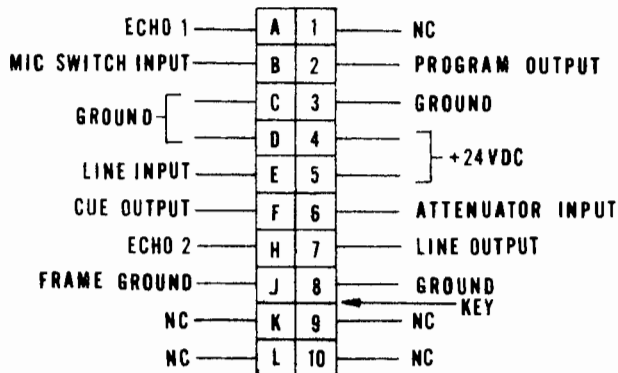 ECHO 1 A 1 NC
MIC SWITCH INPUT B 2 PROGRAM OUTPUT
GROUND C 3 GROUND
D 4 +24VDC
LINE INPUT E 5
CUE OUTPUT F 6 ATTENUATOR INPUT
ECHO 2 H 7 LINE OUTPUT
FRAME GROUND J 8 GROUND
KEY
NC K 9 NC
NC L 10 NC